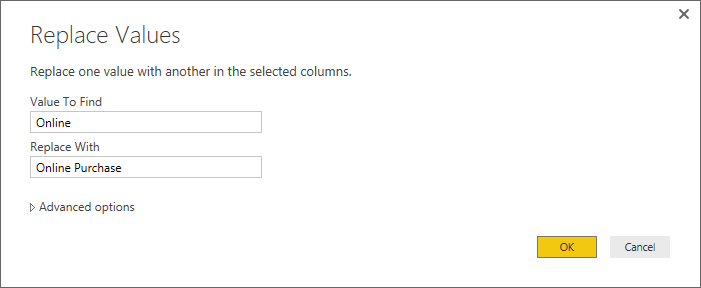 Replace Values
Replace one value with another in the selected columns.
Value To Find
Online
Replace With
Online Purchase
Advanced options
OK
Cancel